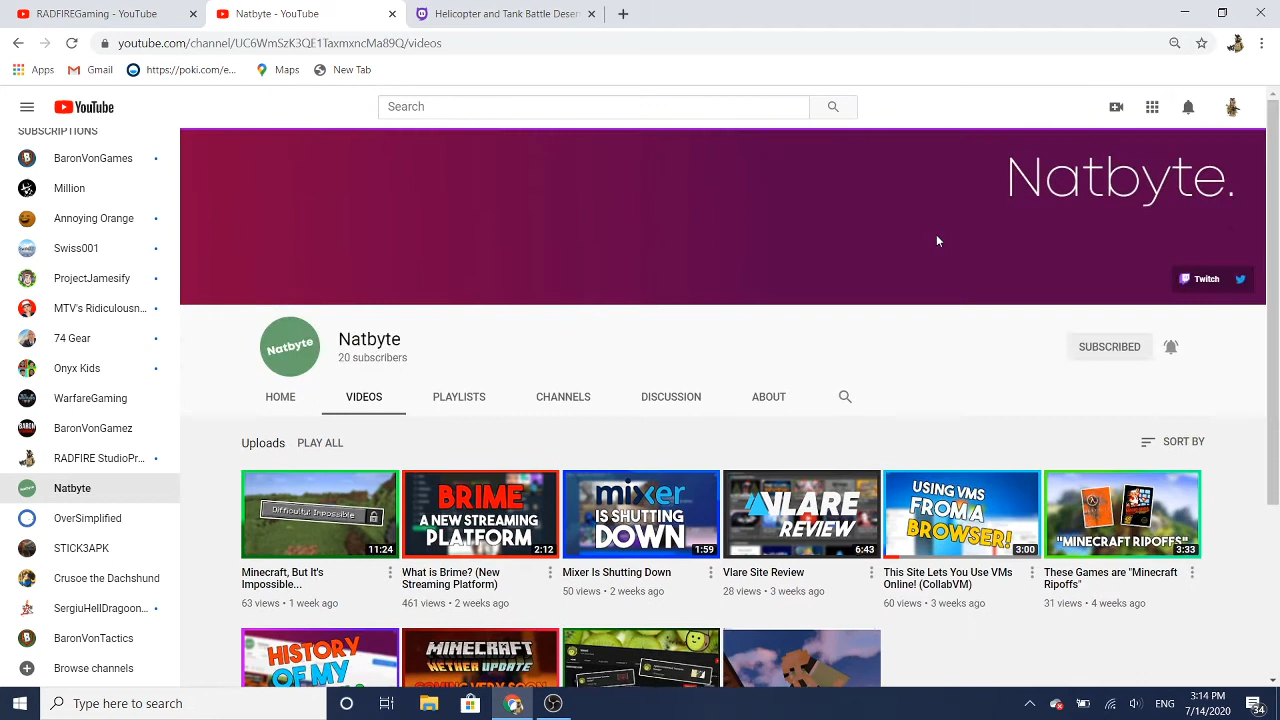 RADFIREGAMING - YouTube
Natbyte - YouTube
Helicopter and Tank Battle Deser
youtube.com/channel/UC6WmSzK3QE1TaxmxncMa89Q/videos
Apps
Gmail
https://poki.com/e...
Maps
New Tab
YouTube
Search
SUBSCRIPTIONS
BaronVonGames
Million
Annoying Orange
Swiss001
ProjectJamesify
MTV's Ridiculousn...
74 Gear
Onyx Kids
WarfareGaming
BaronVonGamez
RADFIRE StudioPr...
Natbyte
OverSimplified
STICK3APK
Crusoe the Dachshund
SergiuHellDragoon...
BaronVonTactics
Browse channels
Natbyte.
Twitch
Natbyte
Natbyte
20 subscribers
SUBSCRIBED
HOME
VIDEOS
PLAYLISTS
CHANNELS
DISCUSSION
ABOUT
Uploads
PLAY ALL
SORT BY
Difficulty: Impossible
11:24
Minecraft, But It's
Impossible...
63 views • 1 week ago
BRIME
A NEW STREAMING
PLATFORM
2:12
What is Brime? (New
Streaming Platform)
461 views • 2 weeks ago
mixer
IS SHUTTING
DOWN
1:59
Mixer Is Shutting Down
50 views • 2 weeks ago
VLARE
REVIEW
6:43
Vlare Site Review
28 views • 3 weeks ago
USING VMS
FROM A
BROWSER!
3:00
This Site Lets You Use VMs
Online! (CollabVM)
60 views • 3 weeks ago
"MINECRAFT RIPOFFS"
3:33
These Games are "Minecraft
Ripoffs"
31 views • 4 weeks ago
HISTORY
OF MY
MINECRAFT
NETHER UPDATE
COMING VERY SOON
Type here to search
3:14 PM
7/14/2020
34